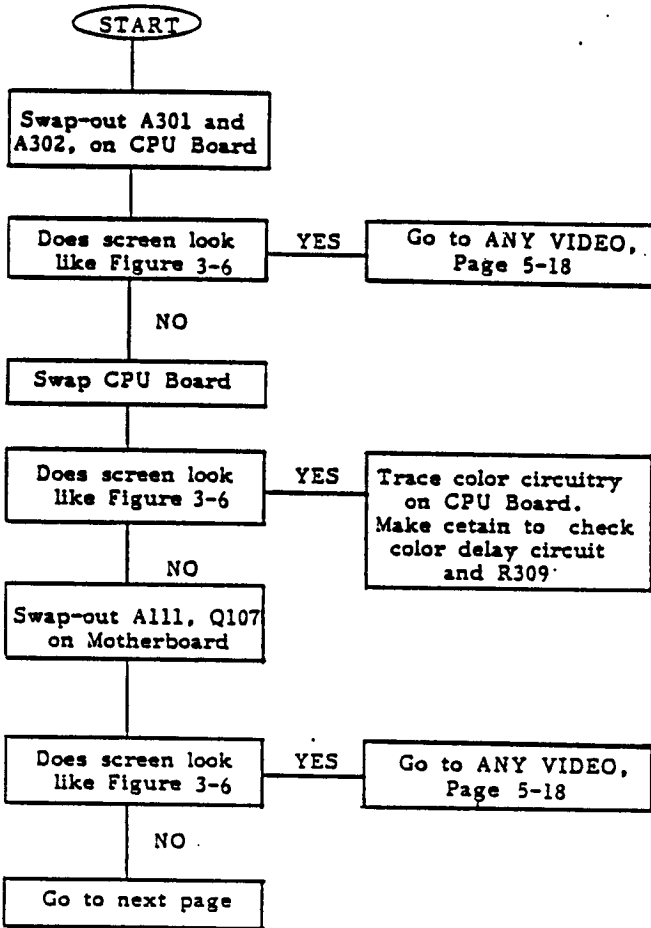 START
Swap-out A301 and
A302, on CPU Board
Does screen look
like Figure 3-6
YES
Go to ANY VIDEO,
Page 5-18
NO
Swap CPU Board
Does screen look
like Figure 3-6
YES
Trace color circuitry
on CPU Board.
Make cetain to check
color delay circuit
and R309
NO
Swap-out A111, Q107
on Motherboard
Does screen look
like Figure 3-6
YES
Go to ANY VIDEO,
Page 5-18
NO
Go to next page